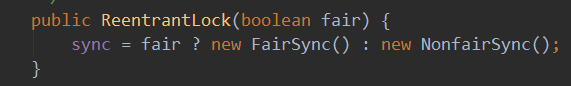 public ReentrantLock(boolean fair) {
    sync = fair ? new FairSync() : new NonfairSync();
}